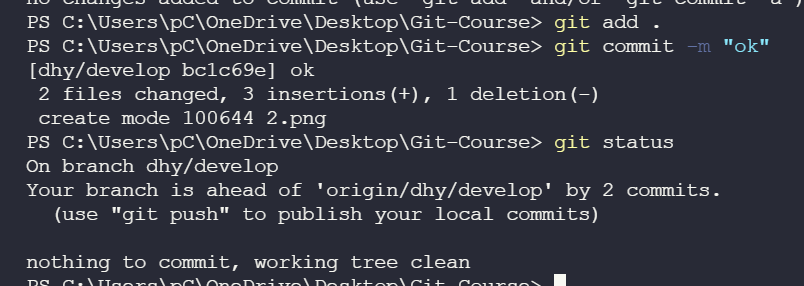 no changes added to commit (use "git add" and/or "git commit -a")
PS C:\Users\pC\OneDrive\Desktop\Git-Course> git add .
PS C:\Users\pC\OneDrive\Desktop\Git-Course> git commit -m "ok"
[dhy/develop bc1c69e] ok
 2 files changed, 3 insertions(+), 1 deletion(-)
 create mode 100644 2.png
PS C:\Users\pC\OneDrive\Desktop\Git-Course> git status
On branch dhy/develop
Your branch is ahead of 'origin/dhy/develop' by 2 commits.
  (use "git push" to publish your local commits)
nothing to commit, working tree clean
PS C:\Users\pC\OneDrive\Desktop\Git-Course>